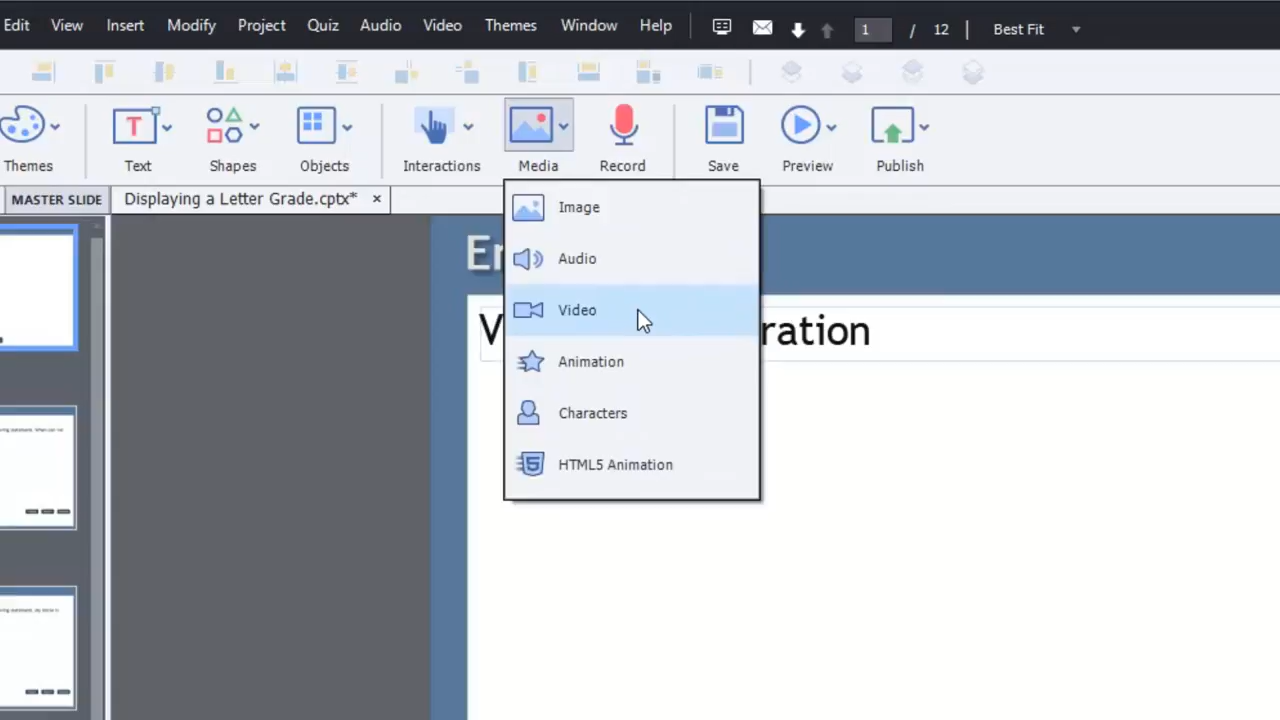 Edit View Insert Modify Project Quiz Audio Video Themes Window Help 1 / 12 | Best Fit
Themes Text Shapes Objects Interactions Media Record Save Preview Publish
MASTER SLIDE Displaying a Letter Grade.cptx* ×
Image
Audio
Video
Animation
Characters
HTML5 Animation